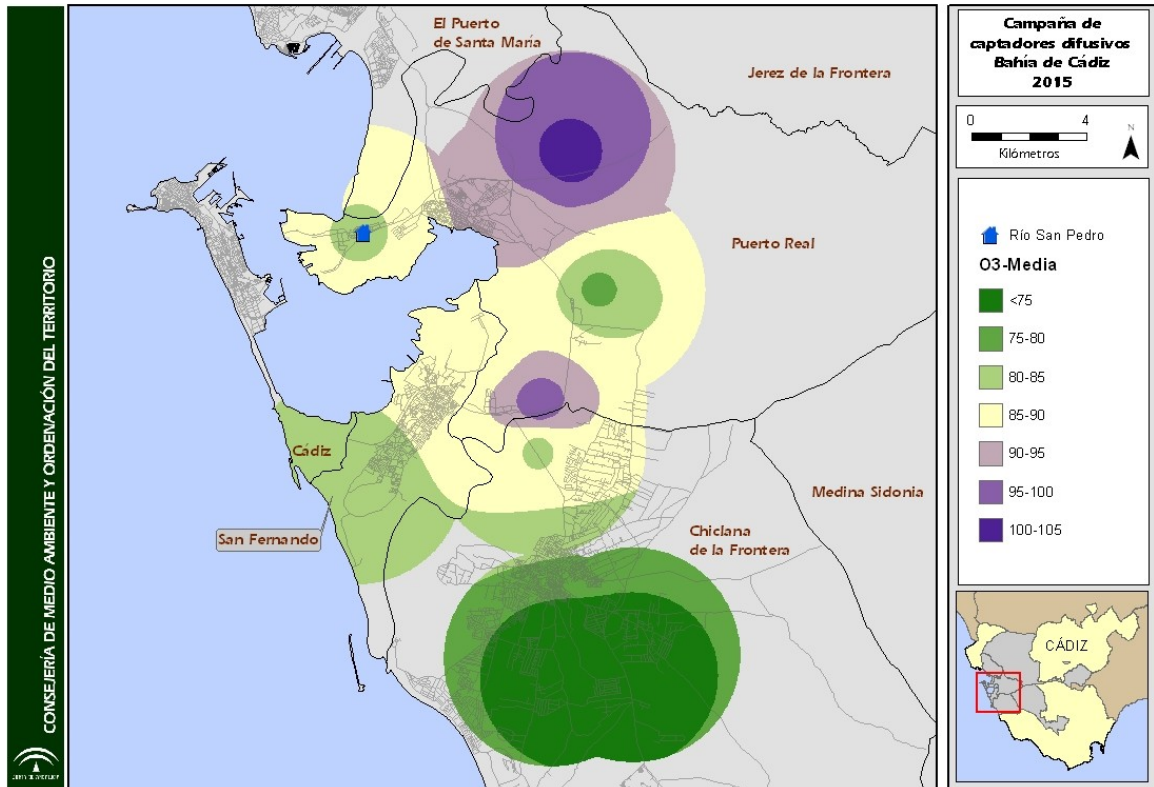 CONSEJERÍA DE MEDIO AMBIENTE Y ORDENACIÓN DEL TERRITORIO
JUNTA DE ANDALUCIA
El Puerto
de Santa María
Jerez de la Frontera
Puerto Real
Cádiz
San Fernando
Medina Sidonia
Chiclana
de la Frontera
Campaña de
captadores difusivos
Bahía de Cádiz
2015
0 4
Kilómetros
N
Río San Pedro
O3-Media
<75
75-80
80-85
85-90
90-95
95-100
100-105
CÁDIZ